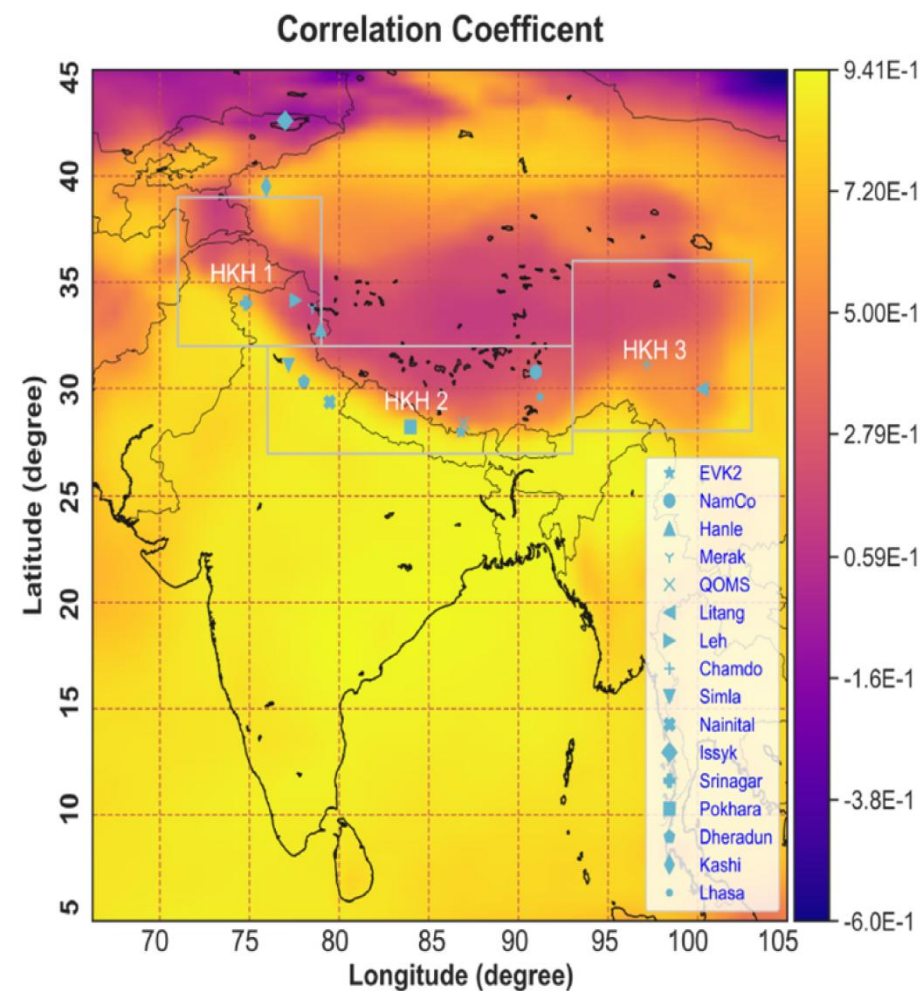 Correlation Coefficent
45
40
35
30
25
20
15
10
5
Latitude (degree)
HKH 1
HKH 2
HKH 3
EVK2
NamCo
Hanle
Merak
QOMS
Litang
Leh
Chamdo
Simla
Nainital
Issyk
Srinagar
Pokhara
Dheradun
Kashi
Lhasa
70 75 80 85 90 95 100 105
Longitude (degree)
9.41E-1
7.20E-1
5.00E-1
2.79E-1
0.59E-1
-1.6E-1
-3.8E-1
-6.0E-1